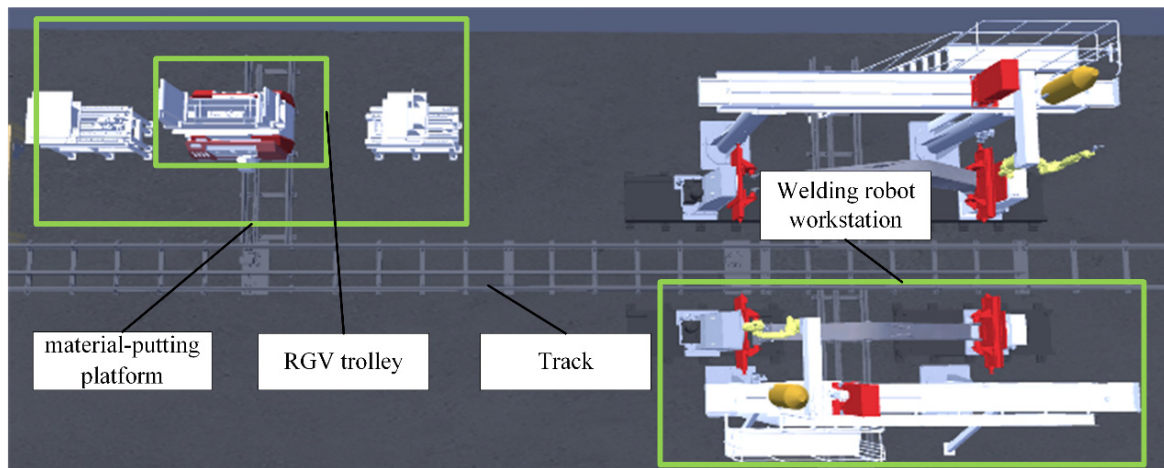 Welding robot
workstation
material-putting
platform
RGV trolley
Track